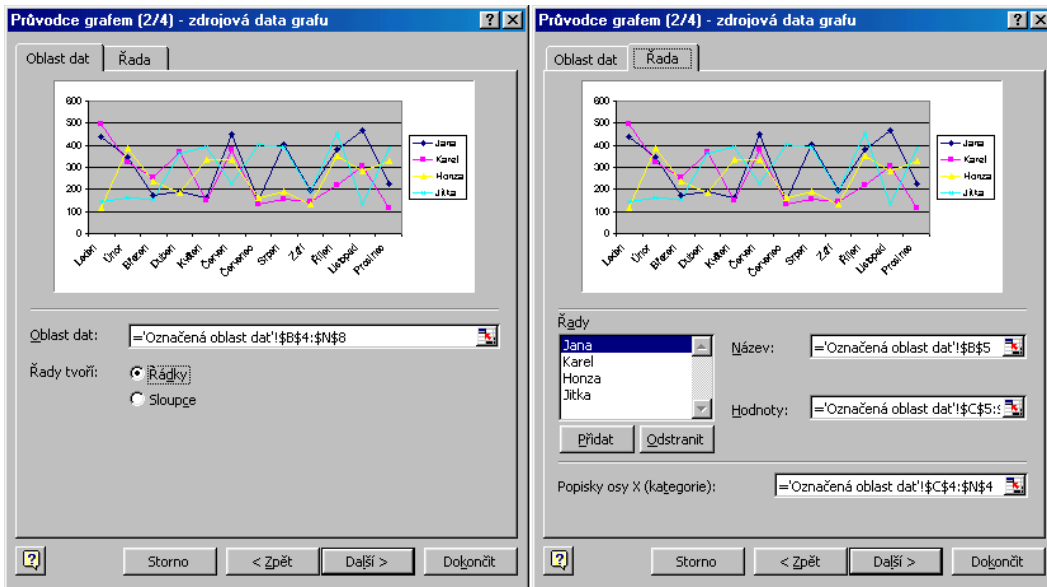 Průvodce grafem (2/4) - zdrojová data grafu
Oblast dat
Řada
600
500
400
300
200
100
0
Leden
Únor
Březen
Duben
Květen
Červen
Červenec
Srpen
Září
Říjen
Listopad
Prosinec
Jana
Karel
Honza
Jitka
Oblast dat:
='Označená oblast dat'!$B$4:$N$8
Řady tvoří:
Řádky
Sloupce
Storno
< Zpět
Další >
Dokončit
Průvodce grafem (2/4) - zdrojová data grafu
Oblast dat
Řada
600
500
400
300
200
100
0
Leden
Únor
Březen
Duben
Květen
Červen
Červenec
Srpen
Září
Říjen
Listopad
Prosinec
Jana
Karel
Honza
Jitka
Řady
Jana
Karel
Honza
Jitka
Název:
='Označená oblast dat'!$B$5
Hodnoty:
='Označená oblast dat'!$C$5:
Přidat
Odstranit
Popisky osy X (kategorie):
='Označená oblast dat'!$C$4:$N$4
Storno
< Zpět
Další >
Dokončit